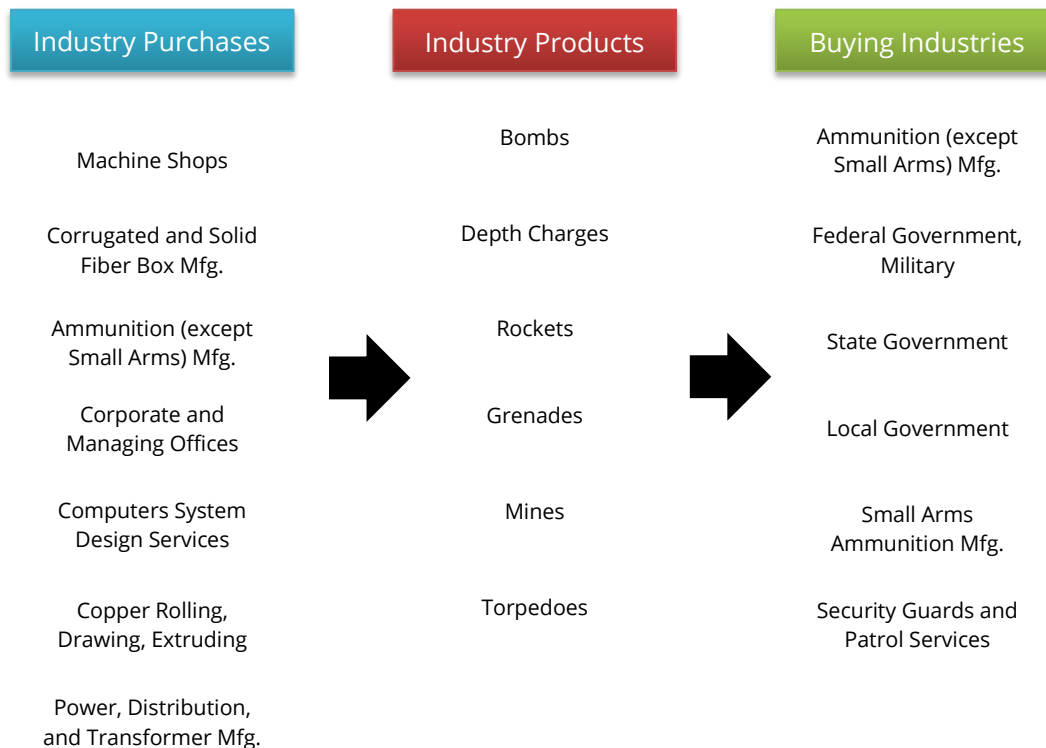 Industry Purchases
Machine Shops
Corrugated and Solid
Fiber Box Mfg.
Ammunition (except
Small Arms) Mfg.
Corporate and
Managing Offices
Computers System
Design Services
Copper Rolling,
Drawing, Extruding
Power, Distribution,
and Transformer Mfg.
Industry Products
Bombs
Depth Charges
Rockets
Grenades
Mines
Torpedoes
Buying Industries
Ammunition (except
Small Arms) Mfg.
Federal Government,
Military
State Government
Local Government
Small Arms
Ammunition Mfg.
Security Guards and
Patrol Services